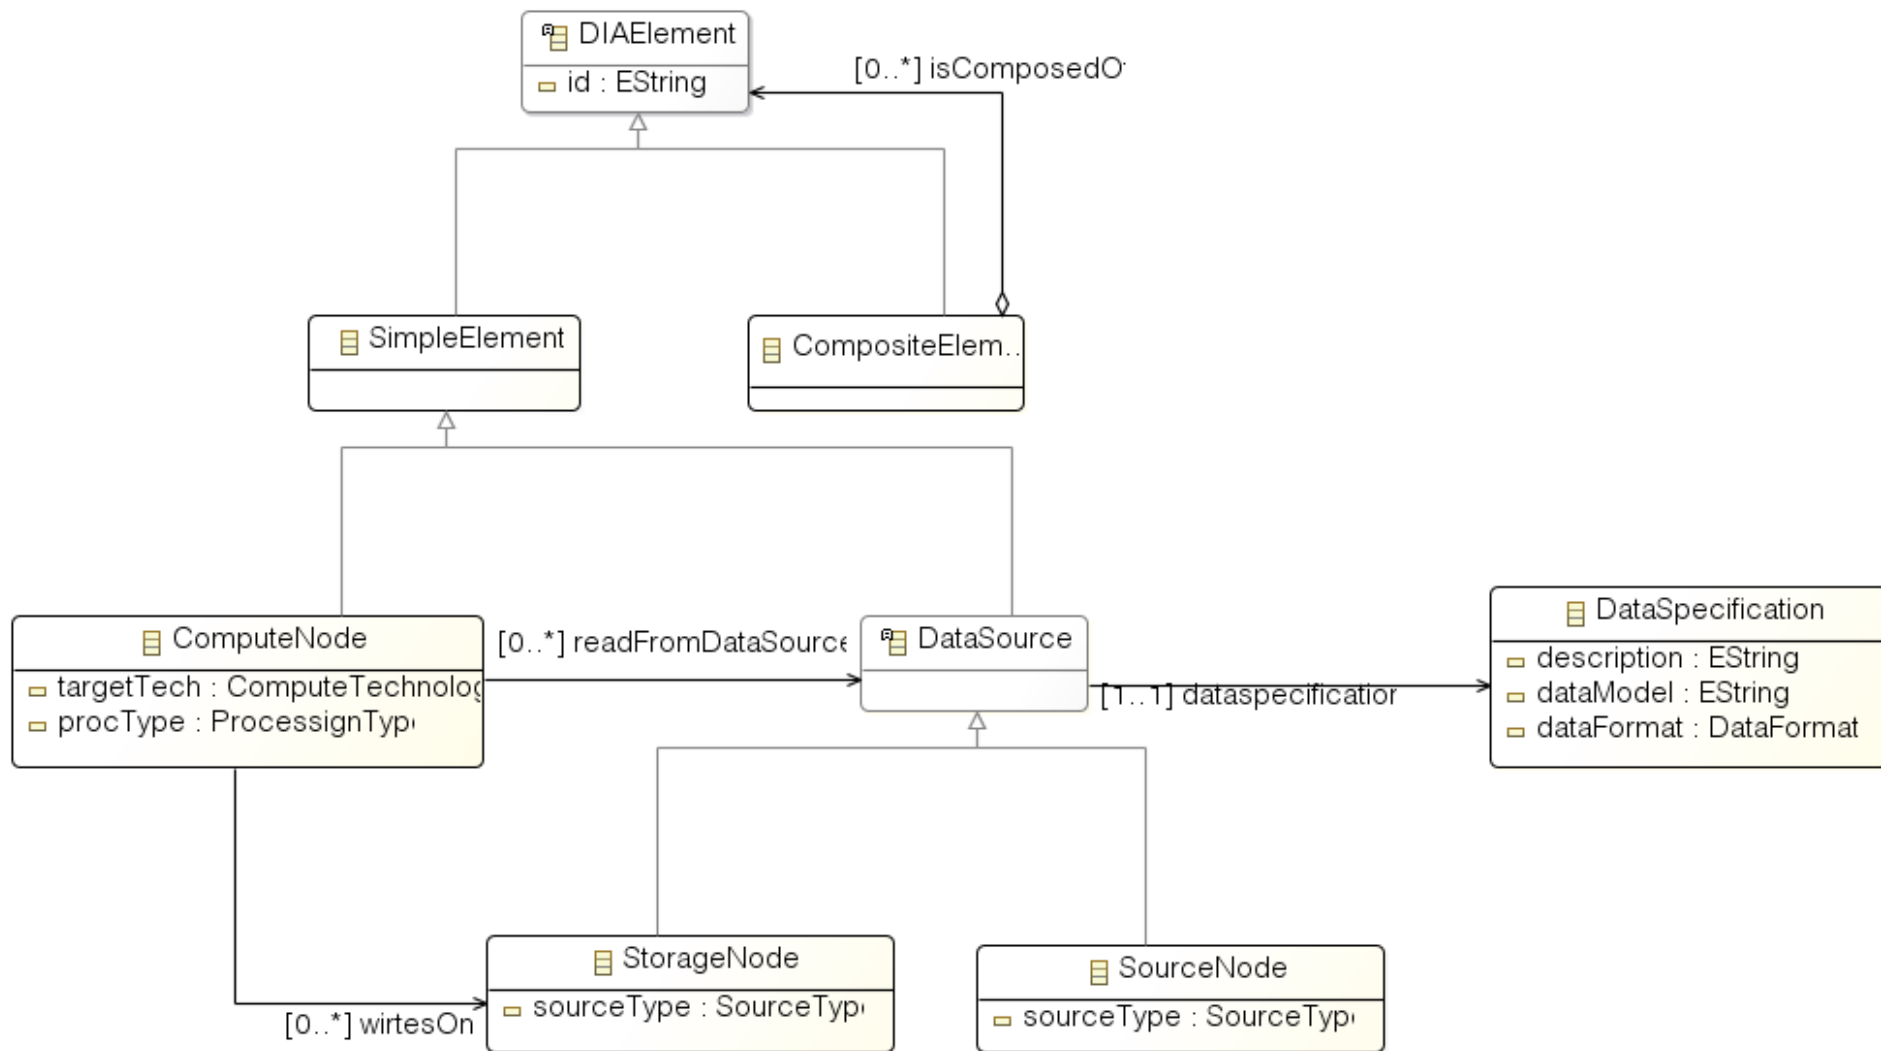 DIAElement
id : EString
[0..*] isComposedO
SimpleElement
CompositeElem..
ComputeNode
targetTech : ComputeTechnolog
procType : ProcessignTyp
[0..*] readFromDataSource
DataSource
[1..1] dataspecification
DataSpecification
description : EString
dataModel : EString
dataFormat : DataFormat
[0..*] wirtesOn
StorageNode
sourceType : SourceTyp
SourceNode
sourceType : SourceTyp